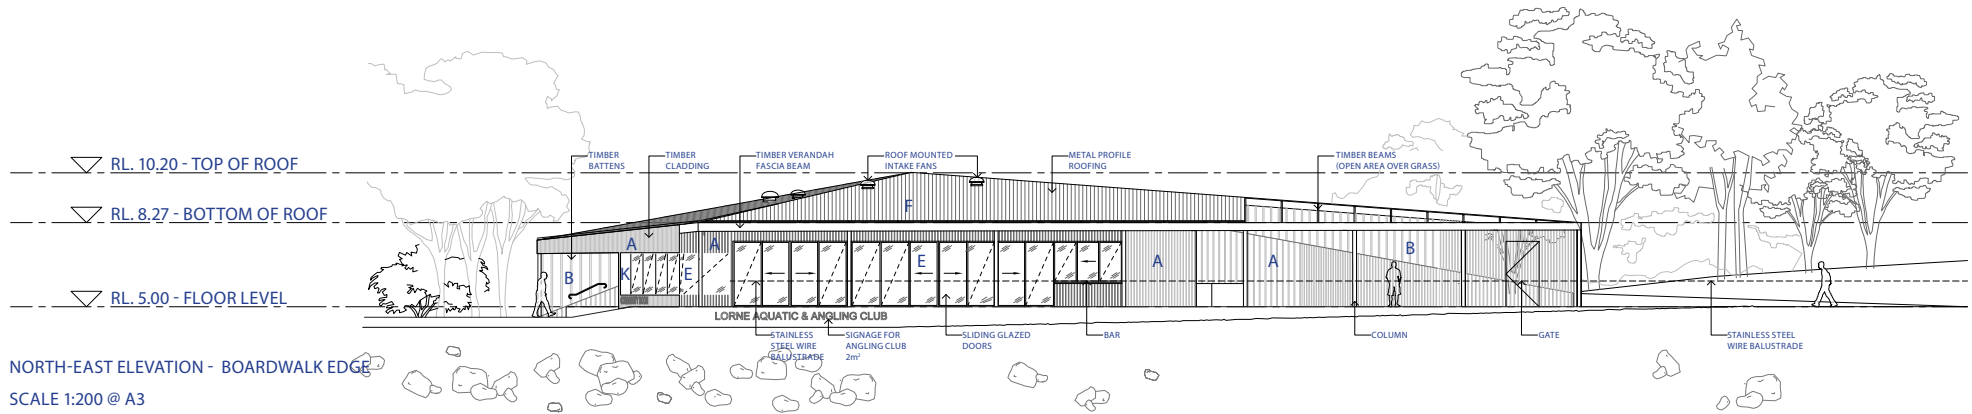 RL. 10.20 - TOP OF ROOF
RL. 8.27 - BOTTOM OF ROOF
RL. 5.00 - FLOOR LEVEL
TIMBER
BATTENS
TIMBER
CLADDING
TIMBER VERANDAH
FASCIA BEAM
ROOF MOUNTED
INTAKE FANS
METAL PROFILE
ROOFING
TIMBER BEAMS
(OPEN AREA OVER GRASS)
F
A
A
B
K
E
E
A
A
B
LORNE AQUATIC & ANGLING CLUB
STAINLESS
STEEL WIRE
BALUSTRADE
SIGNAGE FOR
ANGLING CLUB
2m²
SLIDING GLAZED
DOORS
BAR
COLUMN
GATE
STAINLESS STEEL
WIRE BALUSTRADE
NORTH-EAST ELEVATION - BOARDWALK EDGE
SCALE 1:200 @ A3